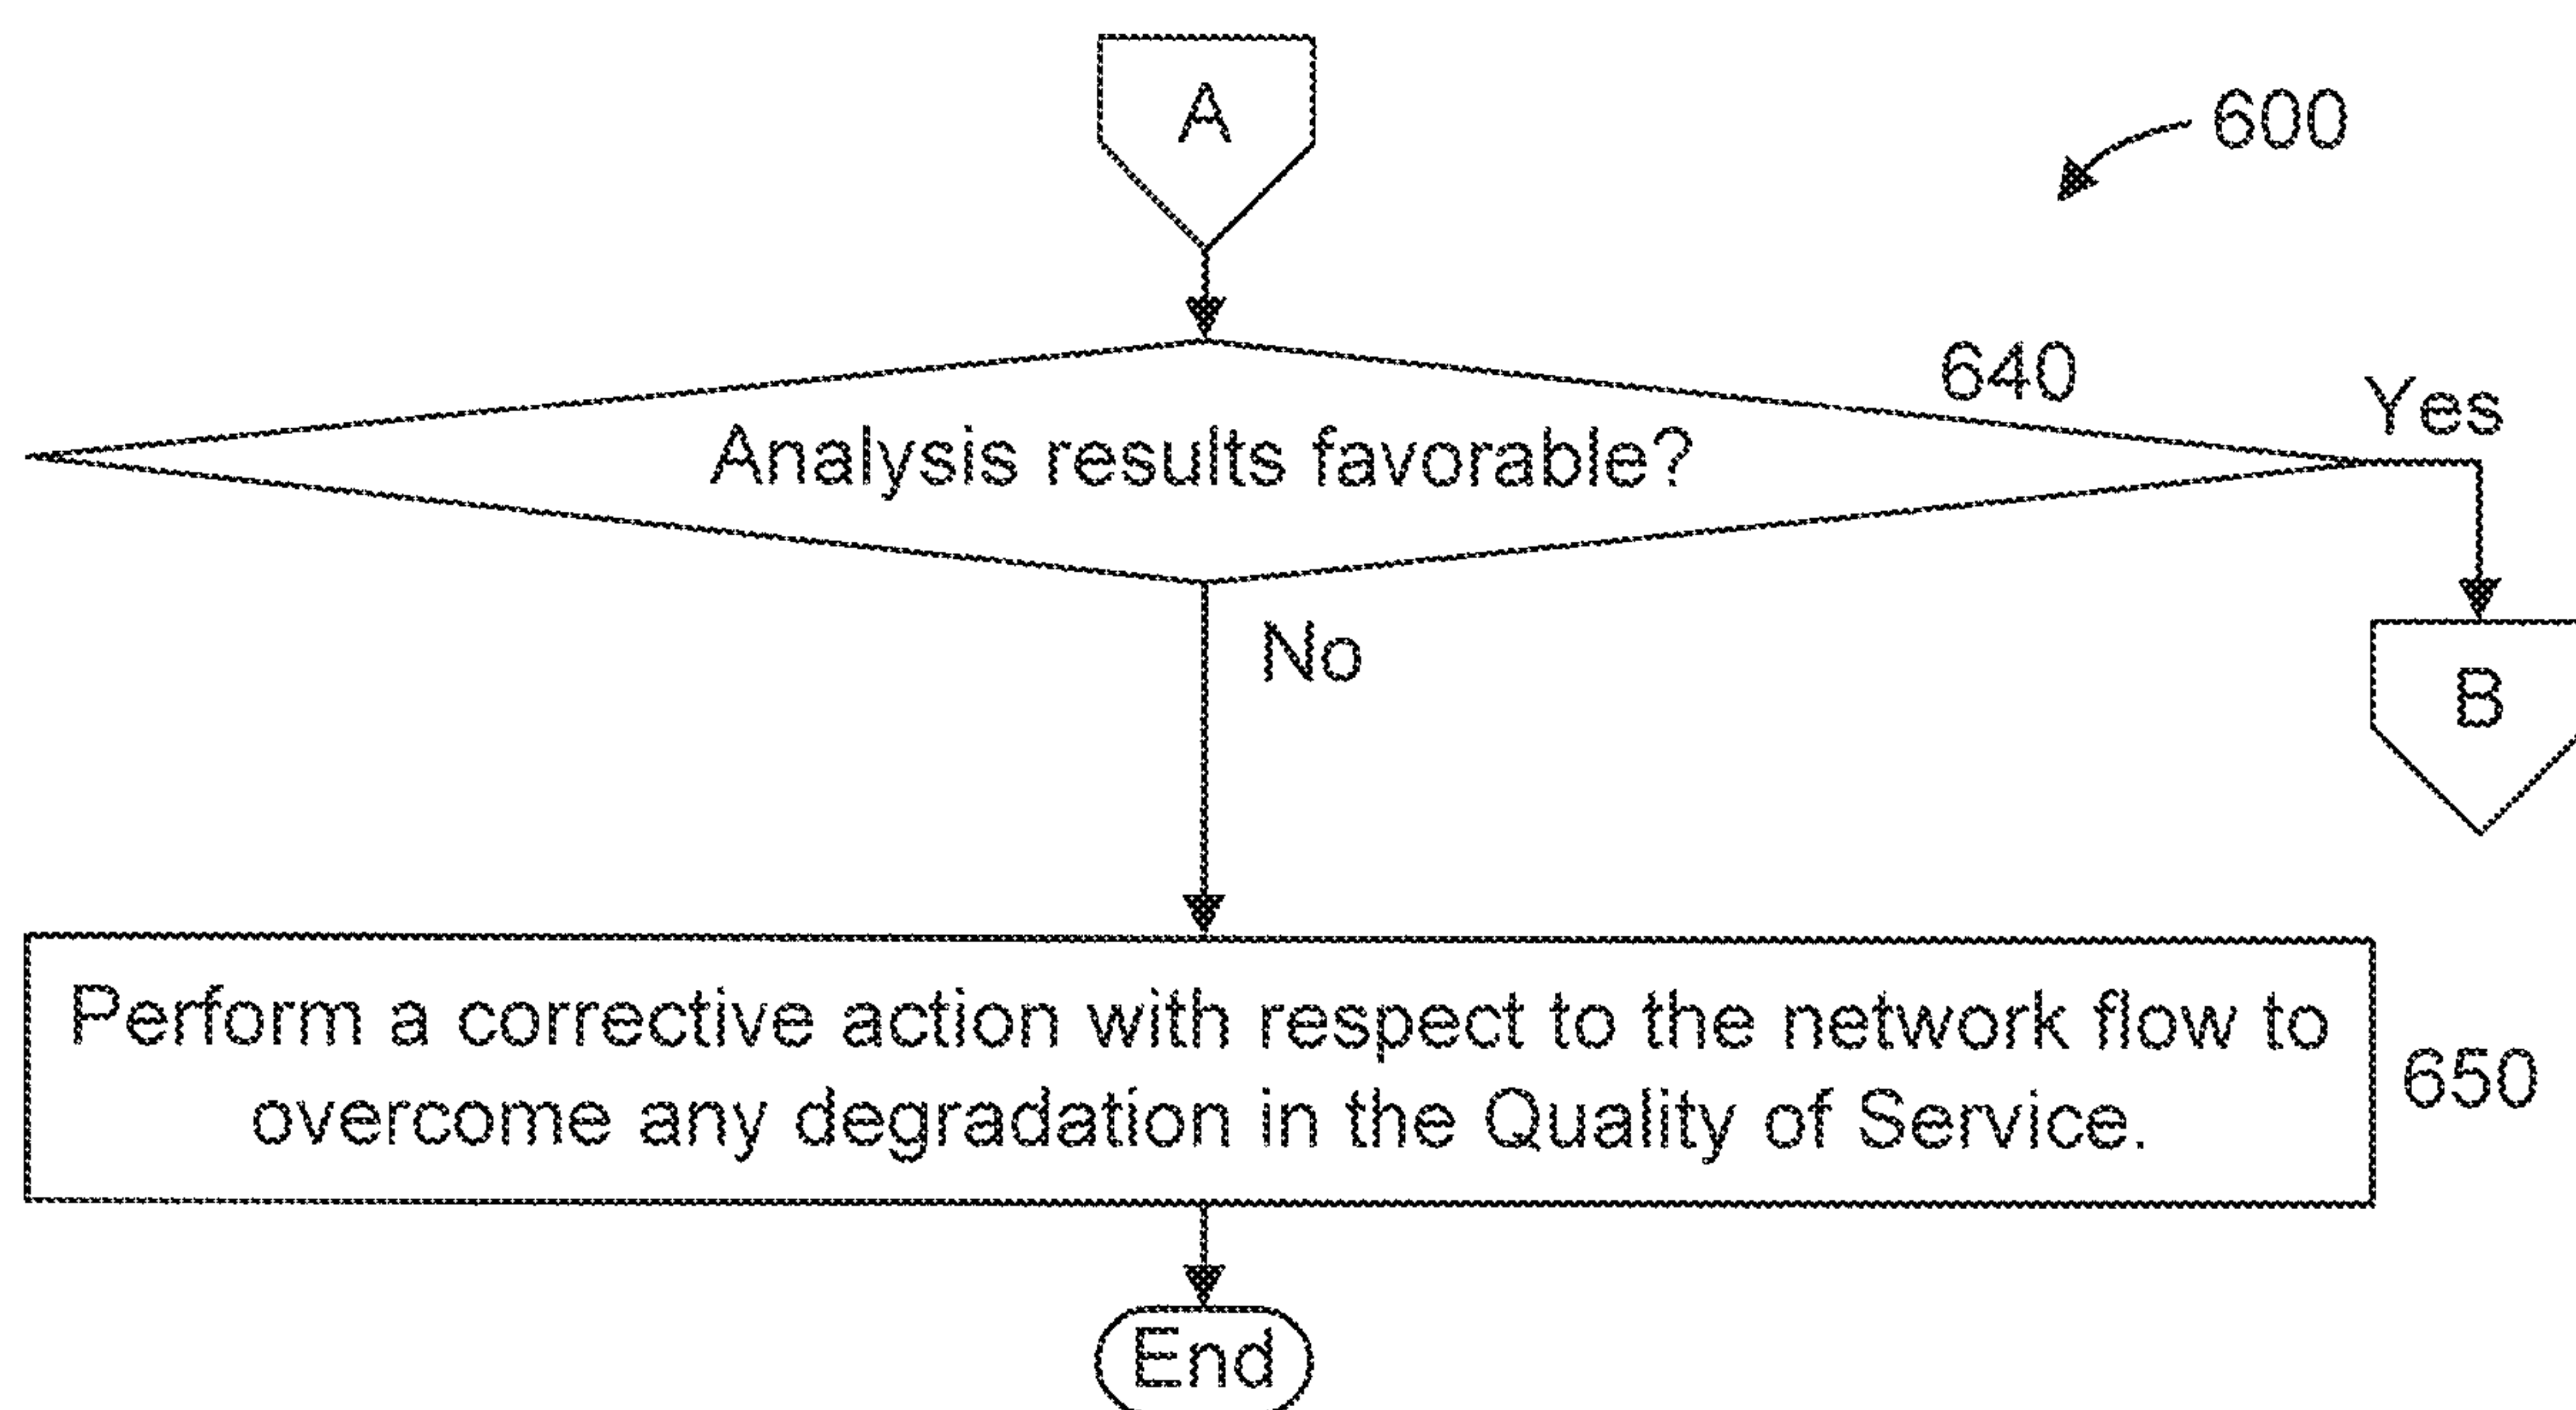 A
600
640
Yes
Analysis results favorable?
No
B
Perform a corrective action with respect to the network flow to
overcome any degradation in the Quality of Service.
650
End